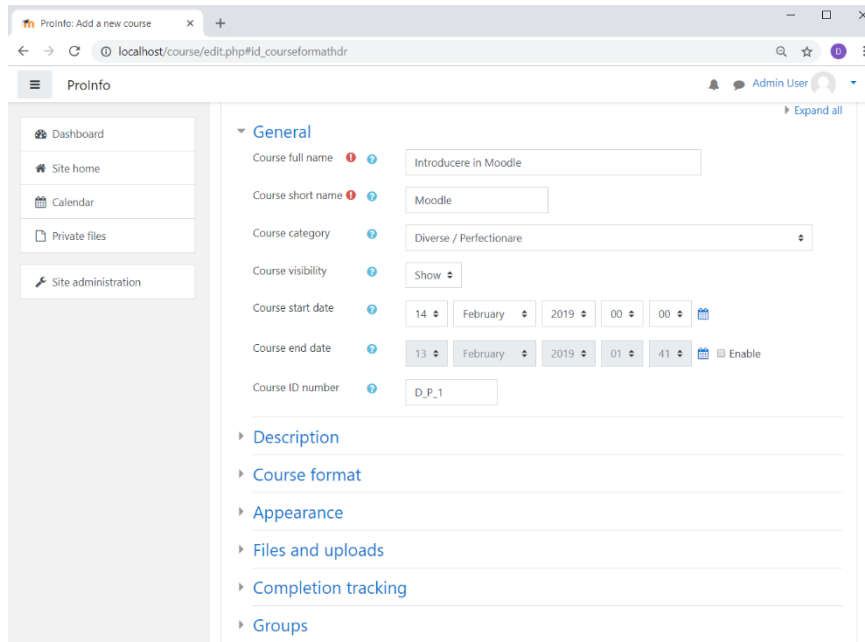 ProInfo: Add a new course
localhost/course/edit.php#id_courseformathdr
D
ProInfo
Admin User
Expand all
Dashboard
Site home
Calendar
Private files
Site administration
General
Course full name
Introducere in Moodle
Course short name
Moodle
Course category
Diverse / Perfectionare
Course visibility
Show
Course start date
14 February 2019 00 00
Course end date
13 February 2019 01 41 Enable
Course ID number
D_P_1
Description
Course format
Appearance
Files and uploads
Completion tracking
Groups